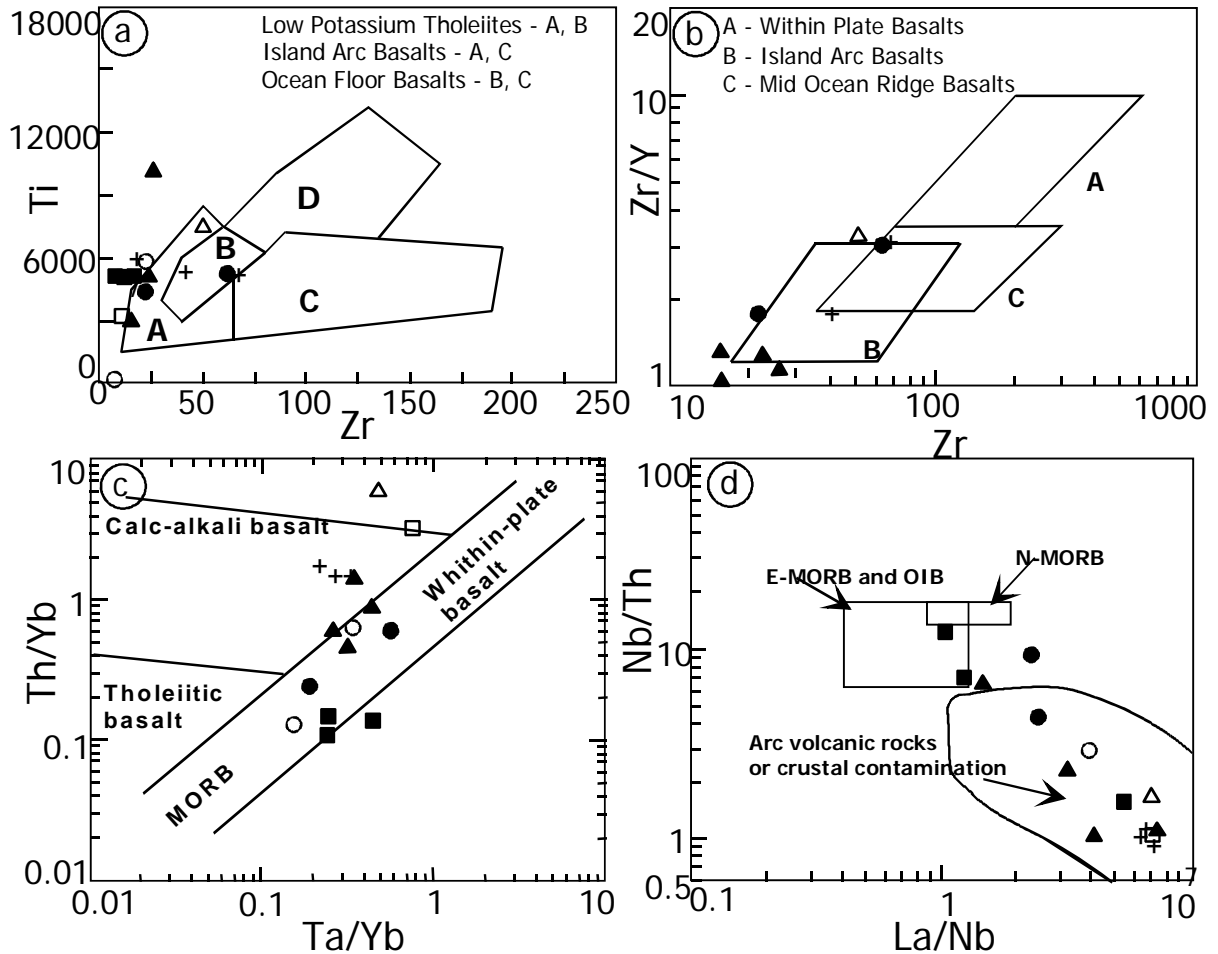 a
Low Potassium Tholeiites - A, B
Island Arc Basalts - A, C
Ocean Floor Basalts - B, C
18000
12000
6000
0
Ti
D
B
C
A
50
100
150
200
250
Zr
b
A - Within Plate Basalts
B - Island Arc Basalts
C - Mid Ocean Ridge Basalts
20
10
1
Zr/Y
A
C
B
10
100
1000
Zr
c
10
1
0.1
0.01
Th/Yb
Calc-alkali basalt
Tholeiitic
basalt
MORB
Whithin-plate
basalt
0.01
0.1
1
10
Ta/Yb
d
100
10
1
0.5
Nb/Th
E-MORB and OIB
N-MORB
Arc volcanic rocks
or crustal contamination
0.1
1
10
La/Nb